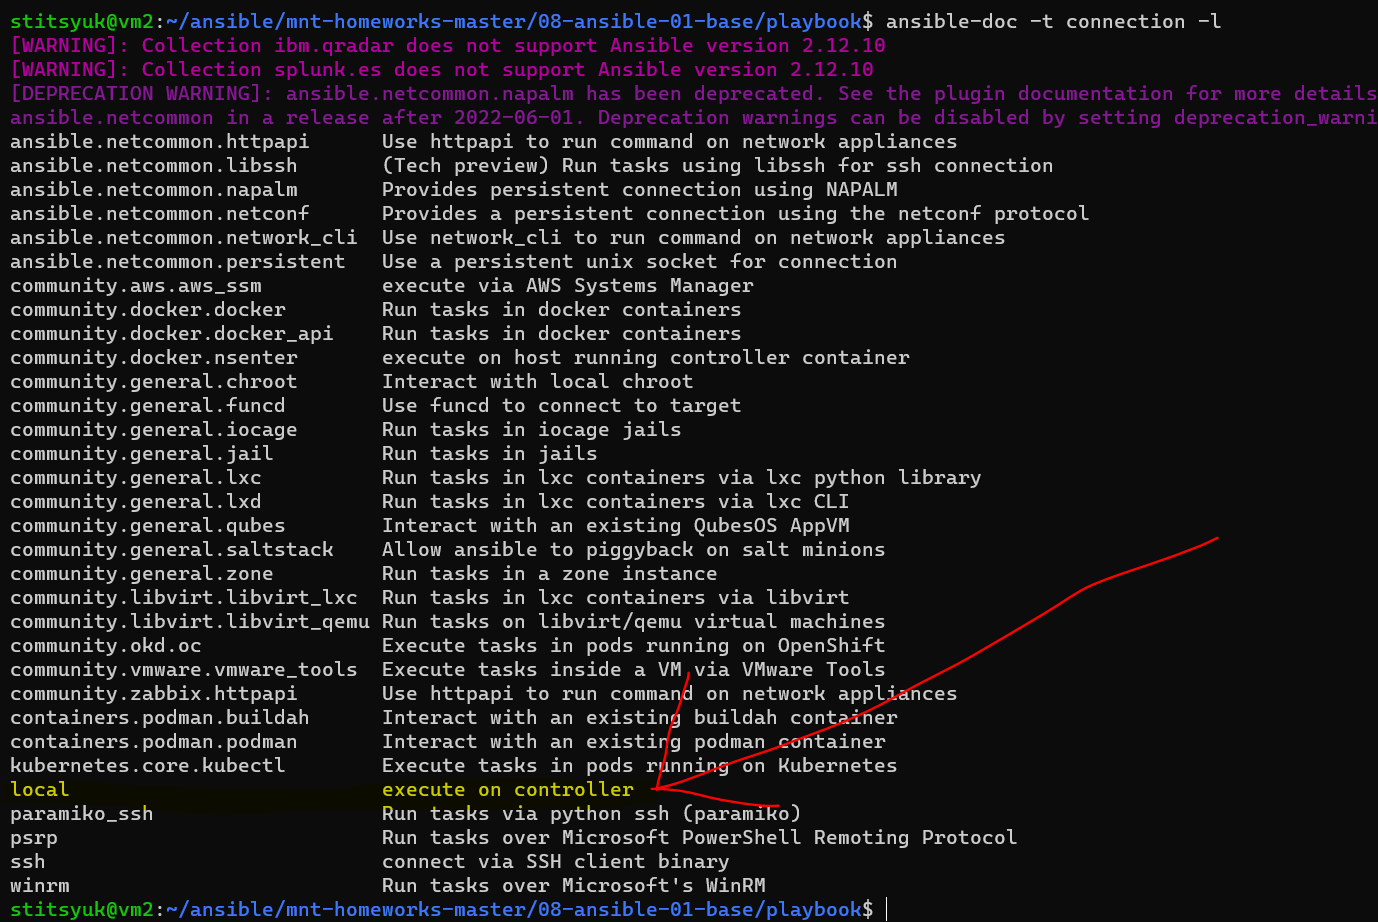 stitsyuk@vm2:~/ansible/mnt-homeworks-master/08-ansible-01-base/playbook$ ansible-doc -t connection -l
[WARNING]: Collection ibm.qradar does not support Ansible version 2.12.10
[WARNING]: Collection splunk.es does not support Ansible version 2.12.10
[DEPRECATION WARNING]: ansible.netcommon.napalm has been deprecated. See the plugin documentation for more details
ansible.netcommon in a release after 2022-06-01. Deprecation warnings can be disabled by setting deprecation_warni
ansible.netcommon.httpapi Use httpapi to run command on network appliances
ansible.netcommon.libssh (Tech preview) Run tasks using libssh for ssh connection
ansible.netcommon.napalm Provides persistent connection using NAPALM
ansible.netcommon.netconf Provides a persistent connection using the netconf protocol
ansible.netcommon.network_cli Use network_cli to run command on network appliances
ansible.netcommon.persistent Use a persistent unix socket for connection
community.aws.aws_ssm execute via AWS Systems Manager
community.docker.docker Run tasks in docker containers
community.docker.docker_api Run tasks in docker containers
community.docker.nsenter execute on host running controller container
community.general.chroot Interact with local chroot
community.general.funcd Use funcd to connect to target
community.general.iocage Run tasks in iocage jails
community.general.jail Run tasks in jails
community.general.lxc Run tasks in lxc containers via lxc python library
community.general.lxd Run tasks in lxc containers via lxc CLI
community.general.qubes Interact with an existing QubesOS AppVM
community.general.saltstack Allow ansible to piggyback on salt minions
community.general.zone Run tasks in a zone instance
community.libvirt.libvirt_lxc Run tasks in lxc containers via libvirt
community.libvirt.libvirt_qemu Run tasks on libvirt/qemu virtual machines
community.okd.oc Execute tasks in pods running on OpenShift
community.vmware.vmware_tools Execute tasks inside a VM via VMware Tools
community.zabbix.httpapi Use httpapi to run command on network appliances
containers.podman.buildah Interact with an existing buildah container
containers.podman.podman Interact with an existing podman container
kubernetes.core.kubectl Execute tasks in pods running on Kubernetes
local execute on controller
paramiko_ssh Run tasks via python ssh (paramiko)
psrp Run tasks over Microsoft PowerShell Remoting Protocol
ssh connect via SSH client binary
winrm Run tasks over Microsoft's WinRM
stitsyuk@vm2:~/ansible/mnt-homeworks-master/08-ansible-01-base/playbook$